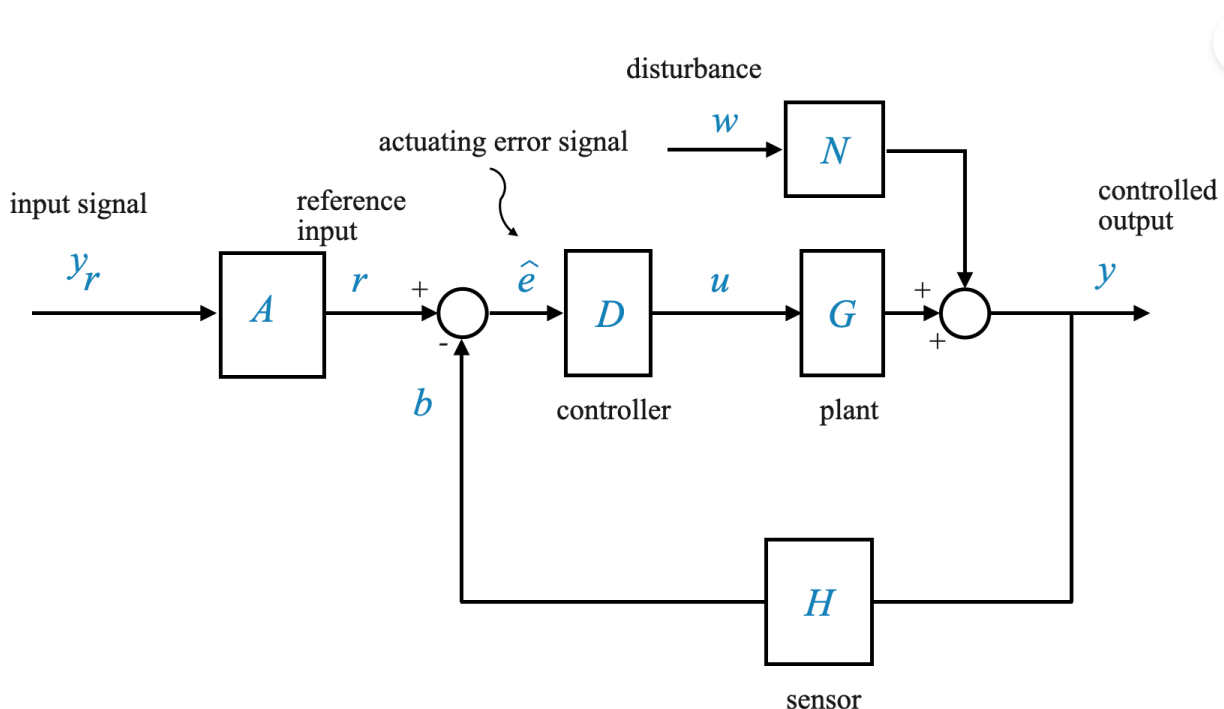 disturbance
w
N
actuating error signal
input signal
reference
input
controlled
output
y_r
A
r
+
-
ê
D
u
G
+
+
y
b
controller
plant
H
sensor